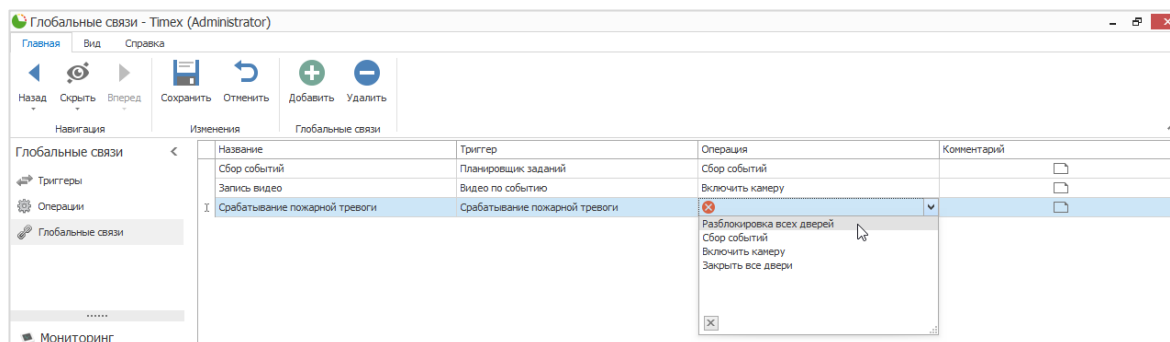 Глобальные связи - Timex (Administrator)
Главная Вид Справка
Назад Скрыть Вперед Сохранить Отменить Добавить Удалить
Навигация Изменения Глобальные связи
Глобальные связи Название Триггер Операция Комментарий
Сбор событий Планировщик заданий Сбор событий
Триггеры
Запись видео Видео по событию Включить камеру
Операции
Срабатывание пожарной тревоги Срабатывание пожарной тревоги
Глобальные связи
Разблокировка всех дверей
Сбор событий
Включить камеру
Закрыть все двери
Мониторинг